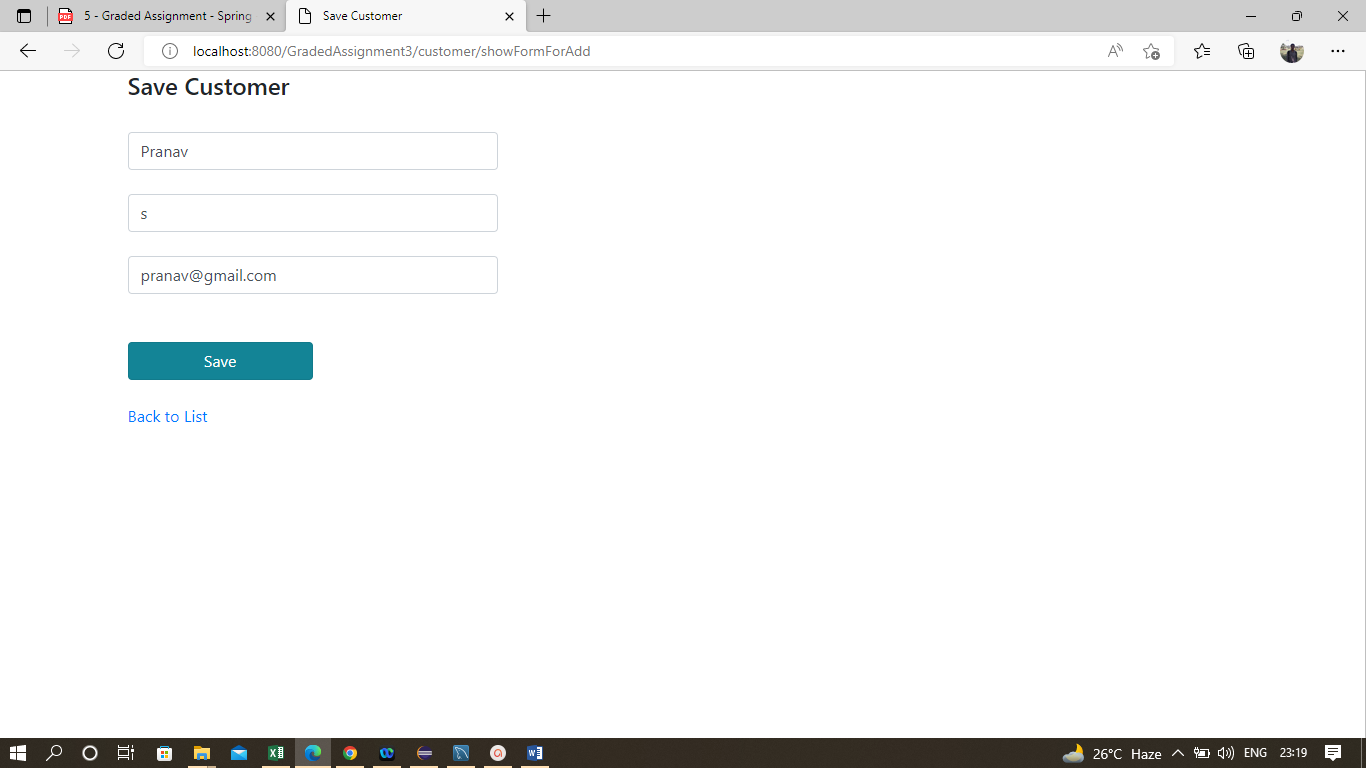 5 - Graded Assignment - Spring
Save Customer
localhost:8080/GradedAssignment3/customer/showFormForAdd
Save Customer
Pranav
s
pranav@gmail.com
Save
Back to List
26°C Haze
ENG
23:19